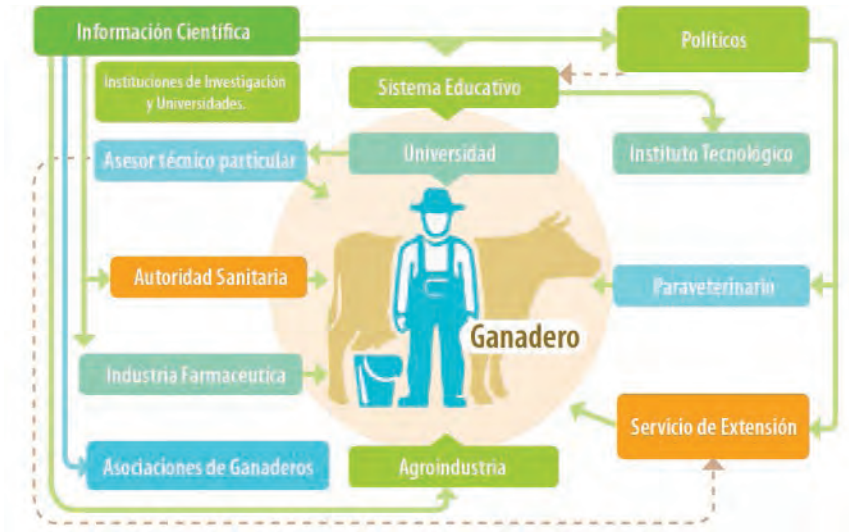 Información Científica
Políticos
Instituciones de Investigación
y Universidades.
Sistema Educativo
Asesor técnico particular
Universidad
Instituto Tecnológico
Autoridad Sanitaria
Paraveterinario
Ganadero
Industria Farmaceutica
Servicio de Extensión
Asociaciones de Ganaderos
Agroindustria